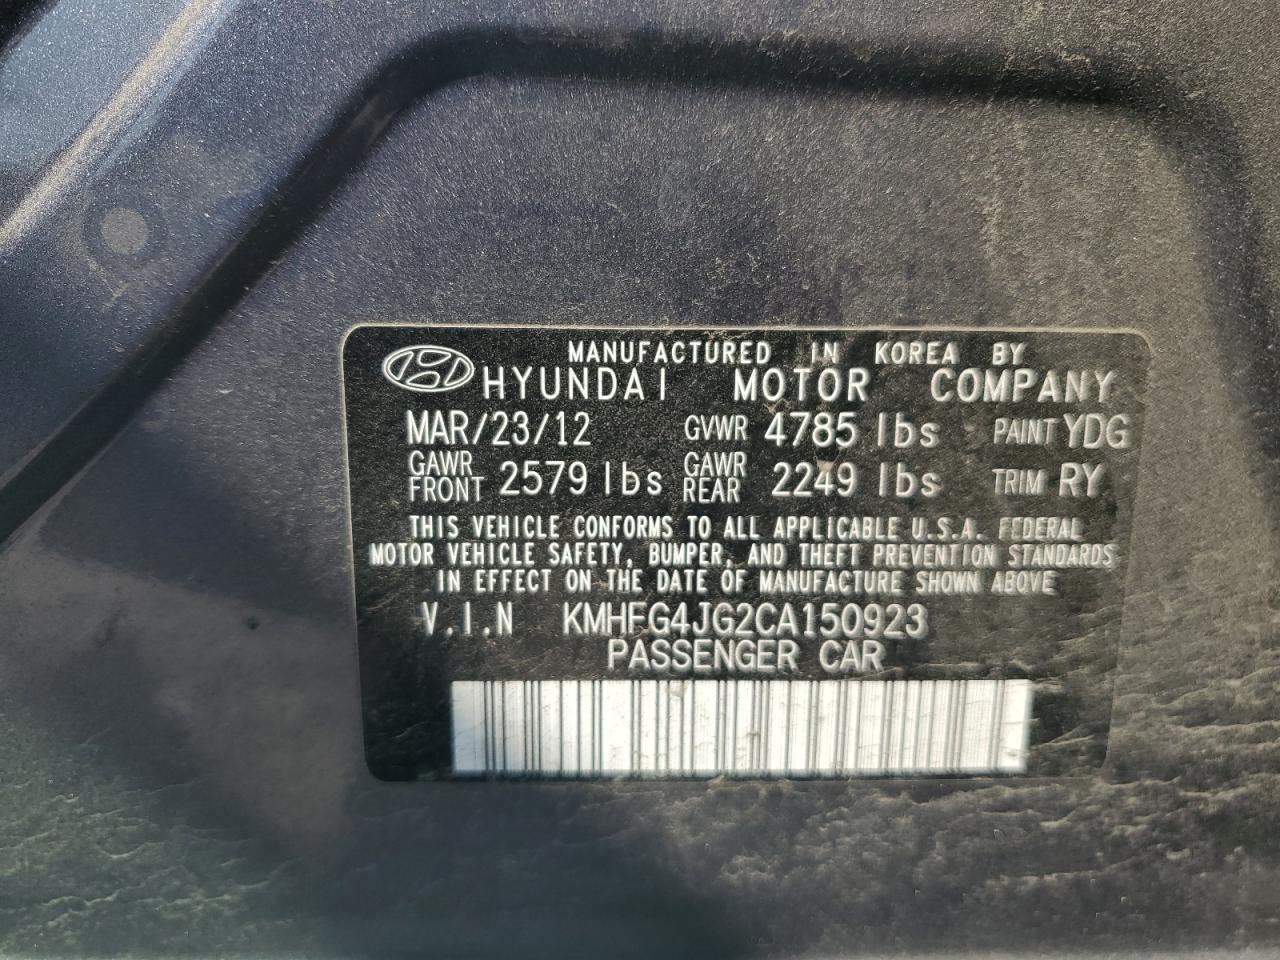 MANUFACTURED IN KOREA BY
HYUNDAI MOTOR COMPANY
MAR/23/12 GVWR 4785 lbs PAINT YDG
GAWR FRONT 2579 lbs GAWR REAR 2249 lbs TRIM RY
THIS VEHICLE CONFORMS TO ALL APPLICABLE U.S.A. FEDERAL
MOTOR VEHICLE SAFETY, BUMPER, AND THEFT PREVENTION STANDARDS
IN EFFECT ON THE DATE OF MANUFACTURE SHOWN ABOVE
V.I.N KMHFG4JG2CA150923
PASSENGER CAR